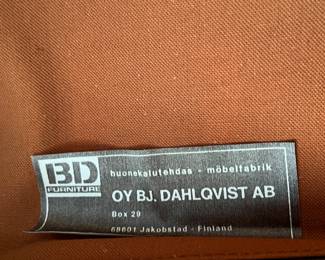 BD
FURNITURE
huonekalutehdas - möbelfabrik
OY BJ. DAHLQVIST AB
Box 29
68601 Jakobstad - Finland